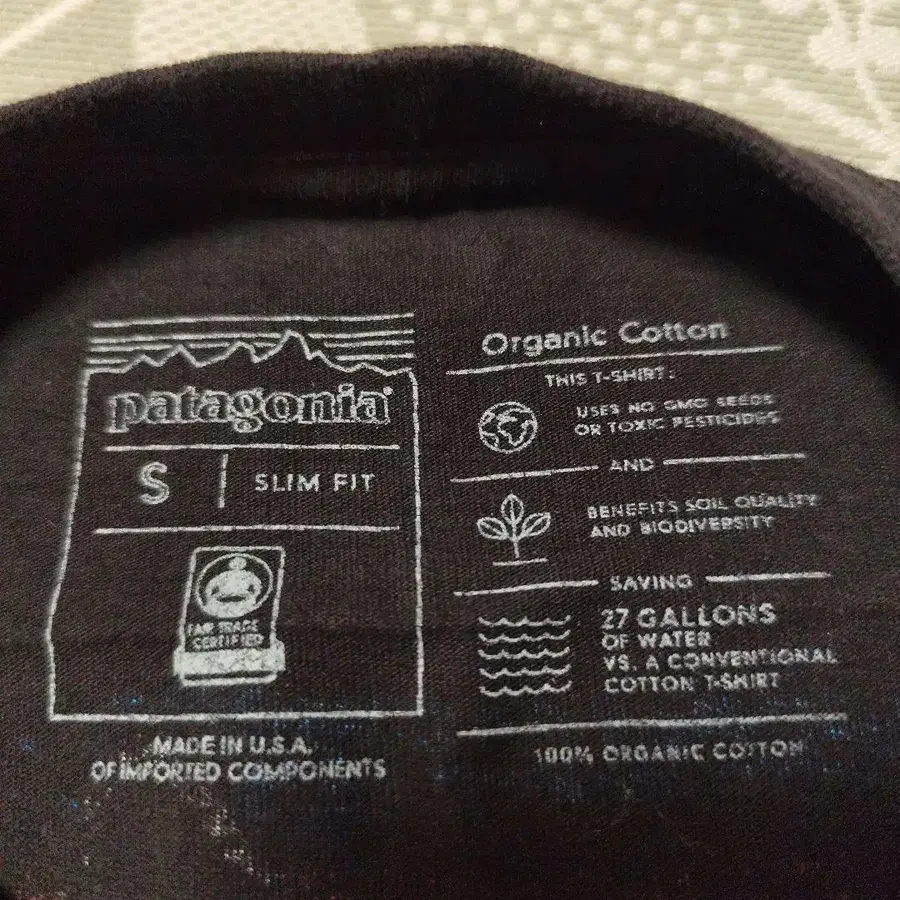 patagonia®
S | SLIM FIT
FAIR TRADE
CERTIFIED
MADE IN U.S.A.
OF IMPORTED COMPONENTS
Organic Cotton
THIS T-SHIRT:
USES NO GMO SEEDS
OR TOXIC PESTICIDES
AND
BENEFITS SOIL QUALITY
AND BIODIVERSITY
SAVING
27 GALLONS
OF WATER
VS. A CONVENTIONAL
COTTON T-SHIRT
100% ORGANIC COTTON